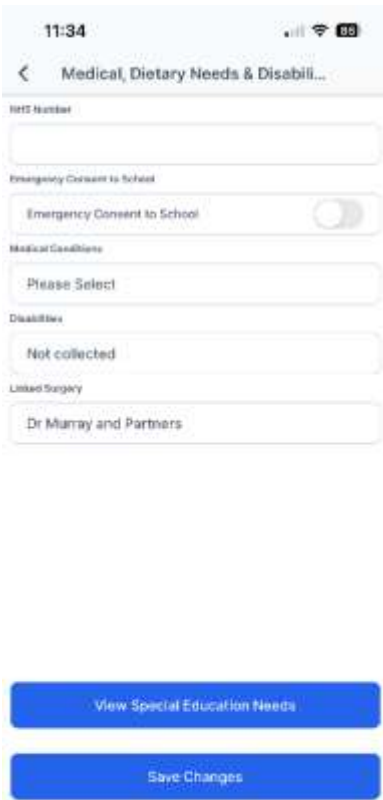 11:34
86
Medical, Dietary Needs & Disabili...
NHS Number
Emergency Consent to School
Emergency Consent to School
Medical Conditions
Please Select
Disabilities
Not collected
Linked Surgery
Dr Murray and Partners
View Special Education Needs
Save Changes